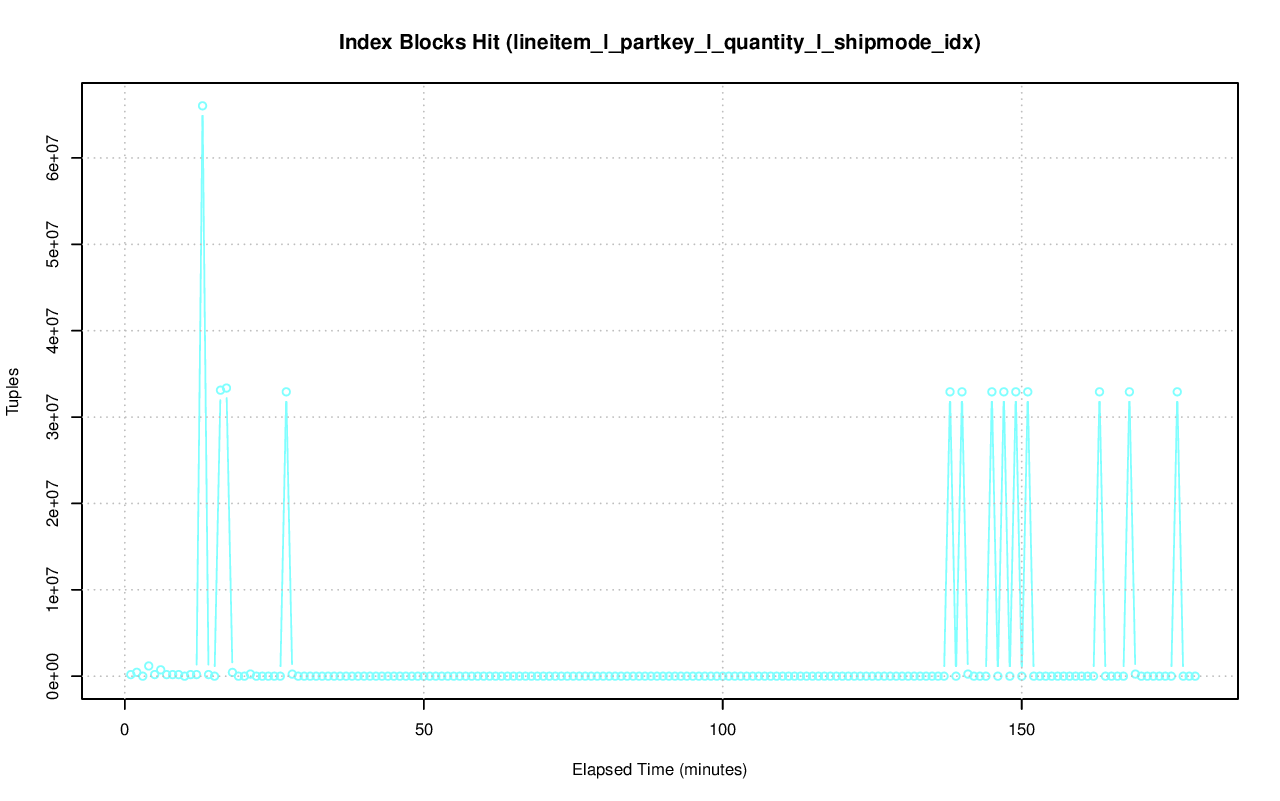 Index Blocks Hit (lineitem_l_partkey_l_quantity_l_shipmode_idx)
Tuples
6e+07
5e+07
4e+07
3e+07
2e+07
1e+07
0e+00
0 50 100 150
Elapsed Time (minutes)